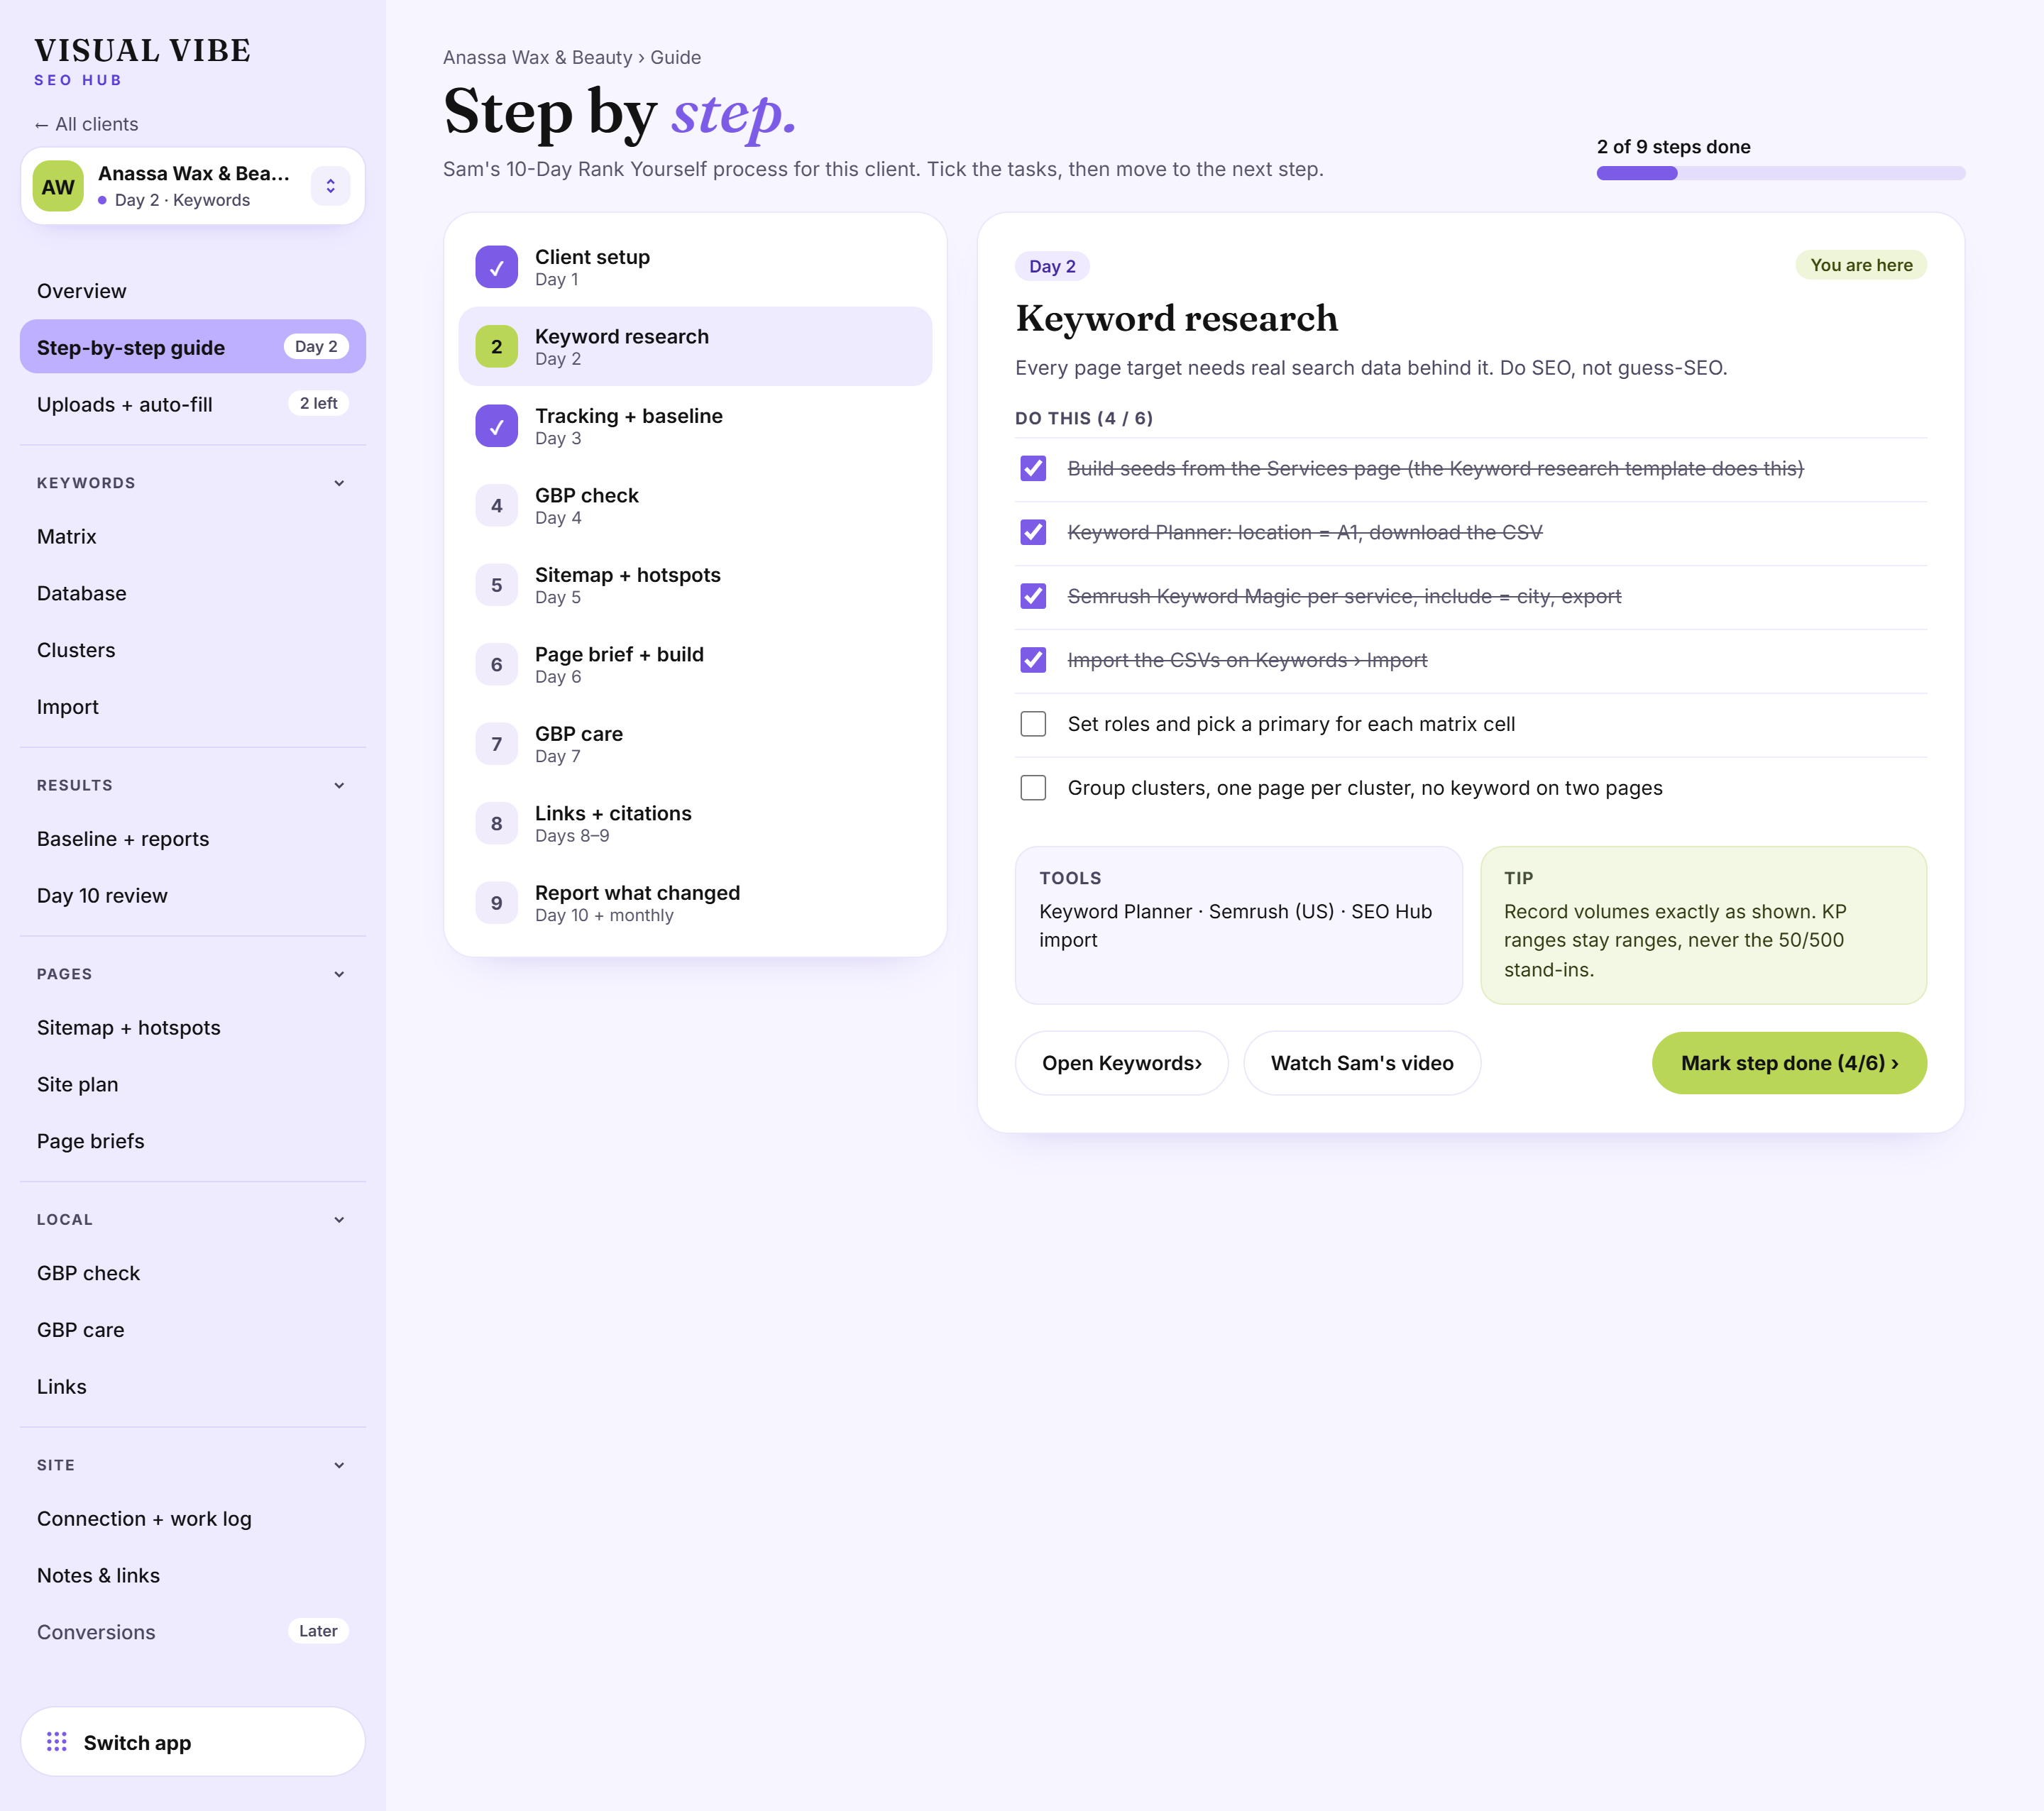 VISUAL VIBE
SEO HUB
← All clients
AW
Anassa Wax & Bea...
Day 2 · Keywords
Overview
Step-by-step guide
Day 2
Uploads + auto-fill
2 left
KEYWORDS
Matrix
Database
Clusters
Import
RESULTS
Baseline + reports
Day 10 review
PAGES
Sitemap + hotspots
Site plan
Page briefs
LOCAL
GBP check
GBP care
Links
SITE
Connection + work log
Notes & links
Conversions
Later
Switch app
Anassa Wax & Beauty › Guide
Step by step.
Sam's 10-Day Rank Yourself process for this client. Tick the tasks, then move to the next step.
2 of 9 steps done
Client setup
Day 1
2
Keyword research
Day 2
Tracking + baseline
Day 3
4
GBP check
Day 4
5
Sitemap + hotspots
Day 5
6
Page brief + build
Day 6
7
GBP care
Day 7
8
Links + citations
Days 8–9
9
Report what changed
Day 10 + monthly
Day 2
You are here
Keyword research
Every page target needs real search data behind it. Do SEO, not guess-SEO.
DO THIS (4 / 6)
Build seeds from the Services page (the Keyword research template does this)
Keyword Planner: location = A1, download the CSV
Semrush Keyword Magic per service, include = city, export
Import the CSVs on Keywords › Import
Set roles and pick a primary for each matrix cell
Group clusters, one page per cluster, no keyword on two pages
TOOLS
Keyword Planner · Semrush (US) · SEO Hub
import
TIP
Record volumes exactly as shown. KP
ranges stay ranges, never the 50/500
stand-ins.
Open Keywords›
Watch Sam's video
Mark step done (4/6) ›